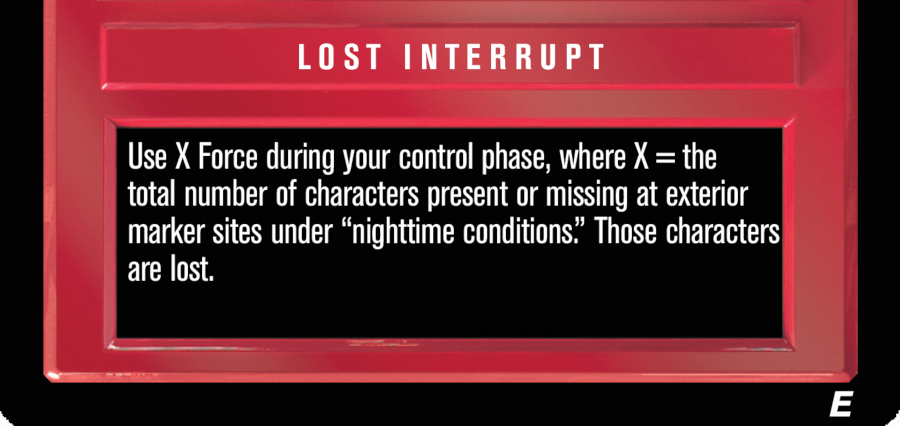 LOST INTERRUPT
Use X Force during your control phase, where X = the
total number of characters present or missing at exterior
marker sites under “nighttime conditions.” Those characters
are lost.
E